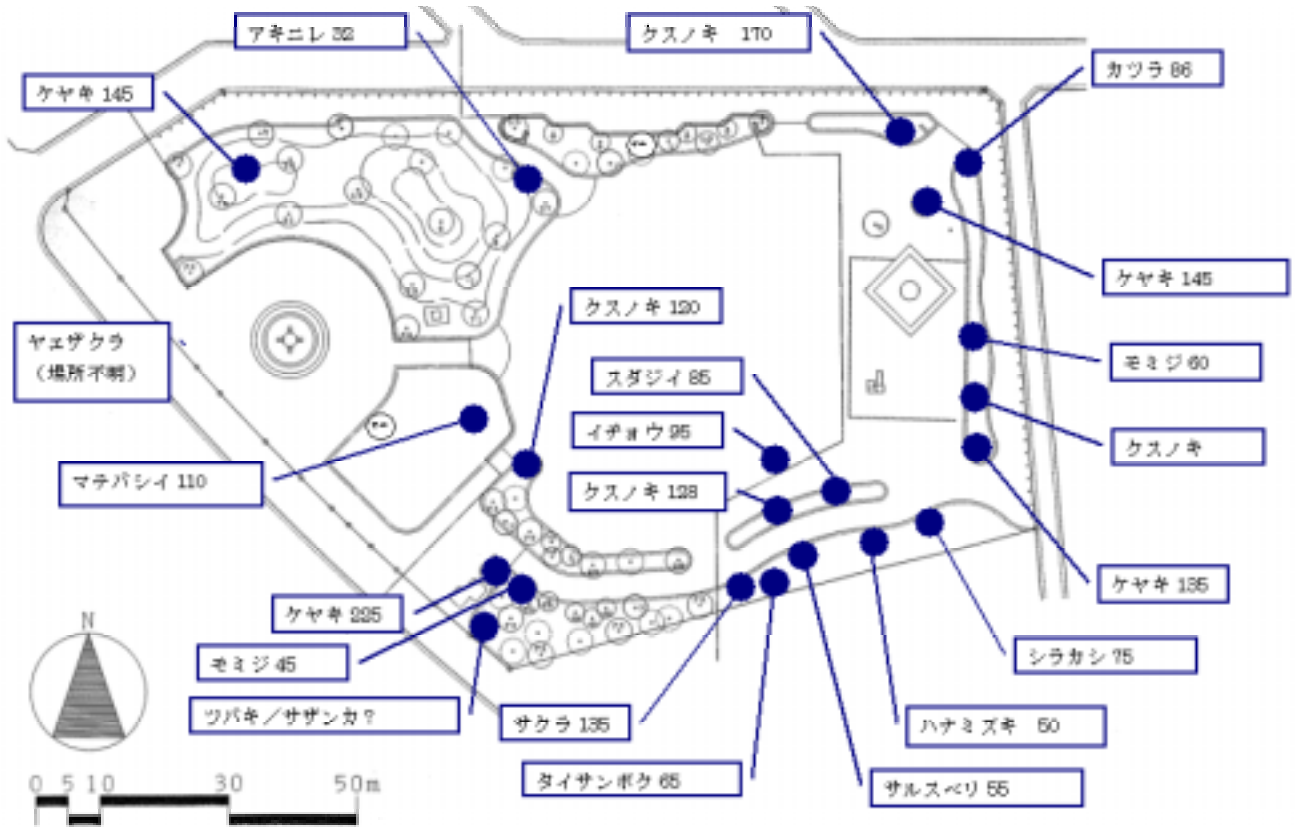 アキニレ 32
クスノキ 170
カツラ 86
ケヤキ 145
ケヤキ 145
クスノキ 120
ヤエザクラ
（場所不明）
スダジイ 85
モミジ 60
イチョウ 95
クスノキ
マテバシイ 110
クスノキ 128
ケヤキ 135
ケヤキ 225
モミジ 45
シラカシ 75
ツバキ／サザンカ？
サクラ 135
ハナミズキ 50
タイサンボク 65
サルスベリ 55
N
0 5 10 30 50m